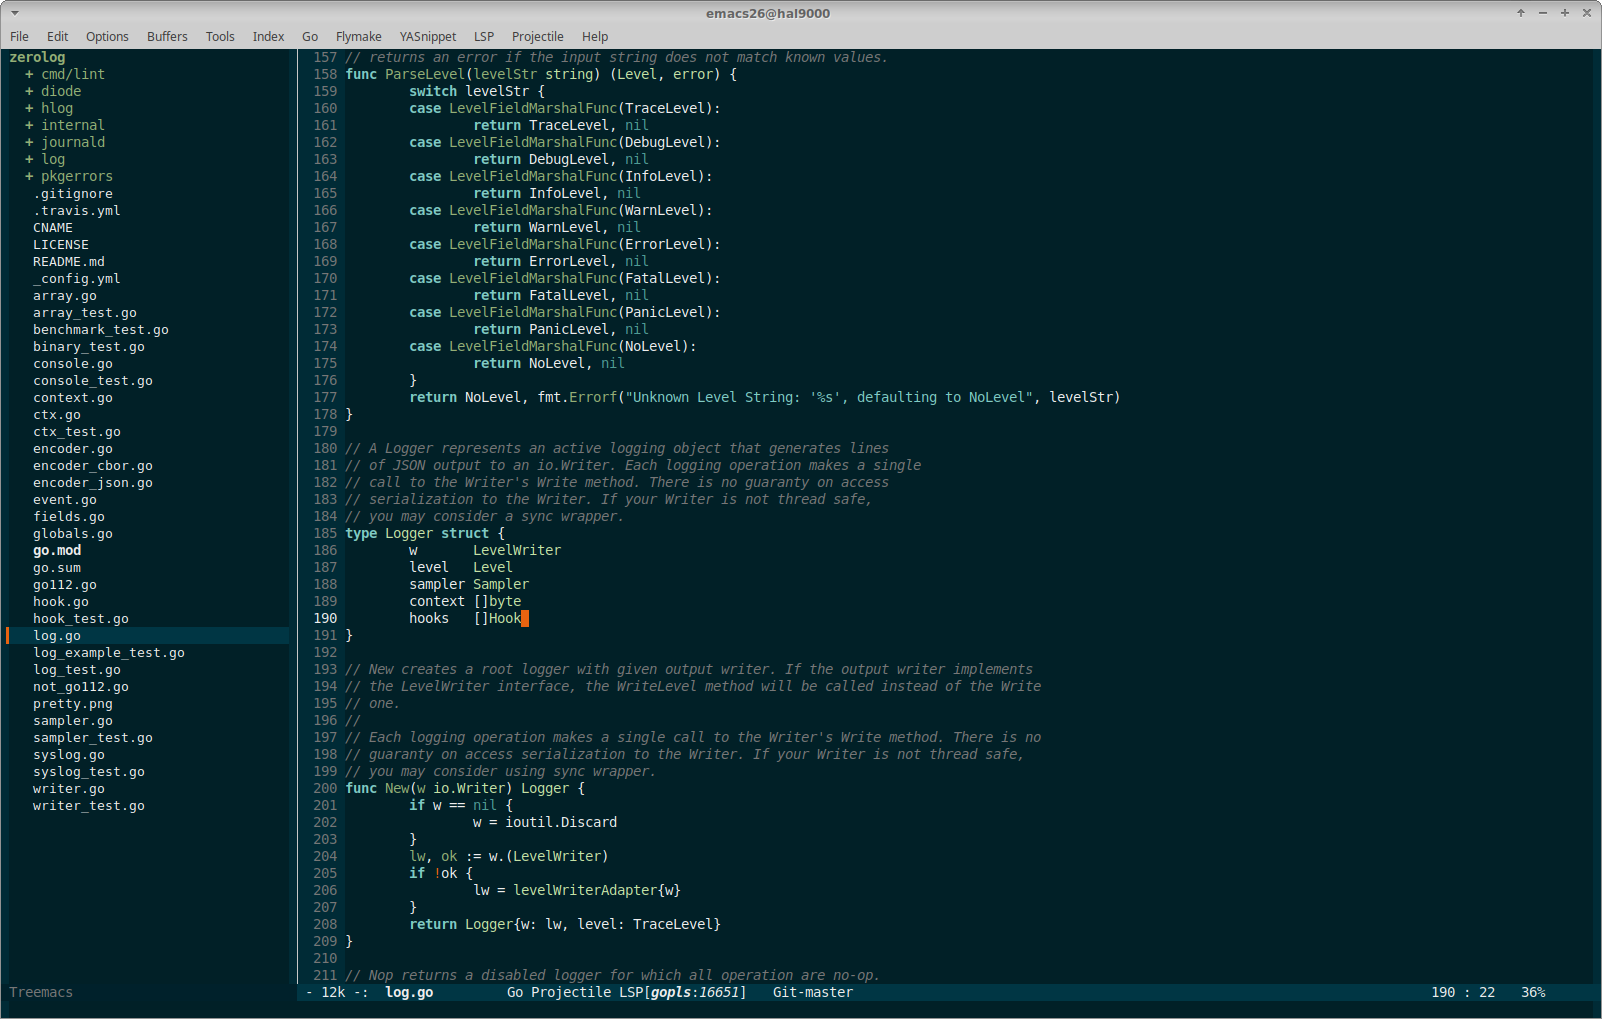 emacs26@hal9000
File Edit Options Buffers Tools Index Go Flymake YASnippet LSP Projectile Help
zerolog
+ cmd/lint
+ diode
+ hlog
+ internal
+ journald
+ log
+ pkgerrors
.gitignore
.travis.yml
CNAME
LICENSE
README.md
_config.yml
array.go
array_test.go
benchmark_test.go
binary_test.go
console.go
console_test.go
context.go
ctx.go
ctx_test.go
encoder.go
encoder_cbor.go
encoder_json.go
event.go
fields.go
globals.go
go.mod
go.sum
go112.go
hook.go
hook_test.go
log.go
log_example_test.go
log_test.go
not_go112.go
pretty.png
sampler.go
sampler_test.go
syslog.go
syslog_test.go
writer.go
writer_test.go
Treemacs
157 // returns an error if the input string does not match known values.
158 func ParseLevel(levelStr string) (Level, error) {
159         switch levelStr {
160         case LevelFieldMarshalFunc(TraceLevel):
161                 return TraceLevel, nil
162         case LevelFieldMarshalFunc(DebugLevel):
163                 return DebugLevel, nil
164         case LevelFieldMarshalFunc(InfoLevel):
165                 return InfoLevel, nil
166         case LevelFieldMarshalFunc(WarnLevel):
167                 return WarnLevel, nil
168         case LevelFieldMarshalFunc(ErrorLevel):
169                 return ErrorLevel, nil
170         case LevelFieldMarshalFunc(FatalLevel):
171                 return FatalLevel, nil
172         case LevelFieldMarshalFunc(PanicLevel):
173                 return PanicLevel, nil
174         case LevelFieldMarshalFunc(NoLevel):
175                 return NoLevel, nil
176         }
177         return NoLevel, fmt.Errorf("Unknown Level String: '%s', defaulting to NoLevel", levelStr)
178 }
179
180 // A Logger represents an active logging object that generates lines
181 // of JSON output to an io.Writer. Each logging operation makes a single
182 // call to the Writer's Write method. There is no guaranty on access
183 // serialization to the Writer. If your Writer is not thread safe,
184 // you may consider a sync wrapper.
185 type Logger struct {
186         w       LevelWriter
187         level   Level
188         sampler Sampler
189         context []byte
190         hooks   []Hook
191 }
192
193 // New creates a root logger with given output writer. If the output writer implements
194 // the LevelWriter interface, the WriteLevel method will be called instead of the Write
195 // one.
196 //
197 // Each logging operation makes a single call to the Writer's Write method. There is no
198 // guaranty on access serialization to the Writer. If your Writer is not thread safe,
199 // you may consider using sync wrapper.
200 func New(w io.Writer) Logger {
201         if w == nil {
202                 w = ioutil.Discard
203         }
204         lw, ok := w.(LevelWriter)
205         if !ok {
206                 lw = levelWriterAdapter{w}
207         }
208         return Logger{w: lw, level: TraceLevel}
209 }
210
211 // Nop returns a disabled logger for which all operation are no-op.
- 12k -: log.go Go Projectile LSP[gopls:16651] Git-master 190 : 22 36%